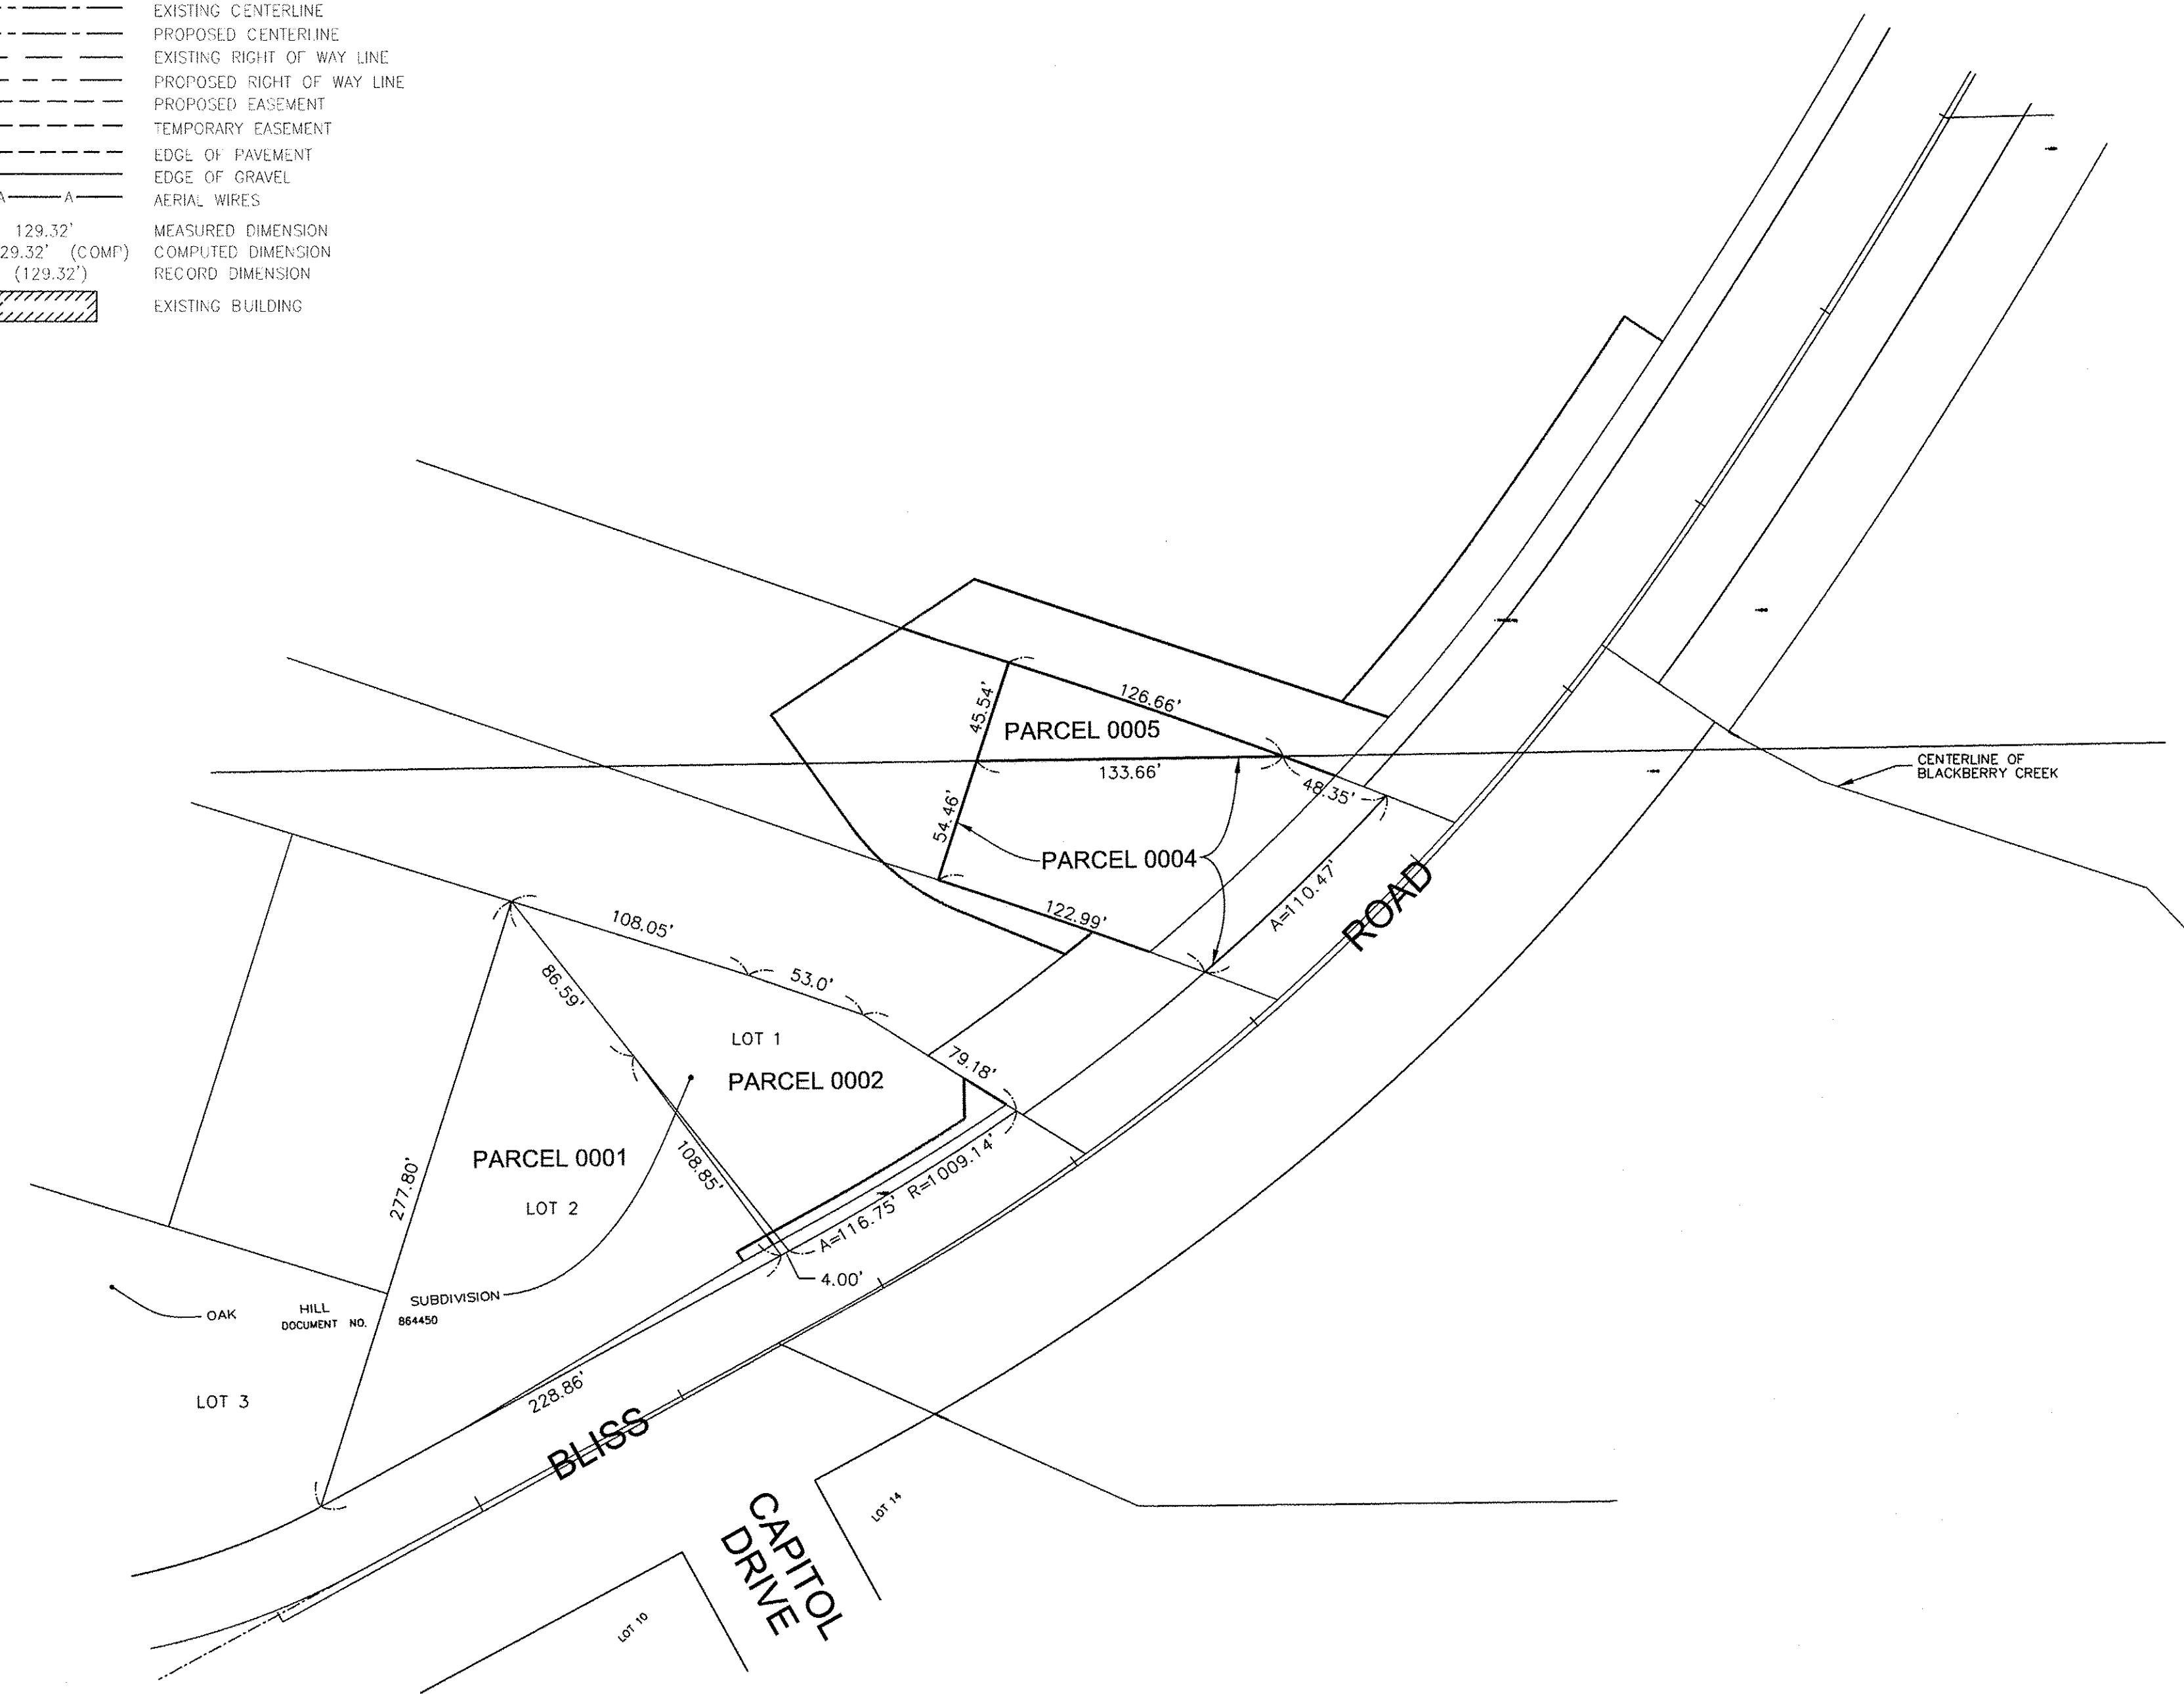 EXISTING CENTERLINE
PROPOSED CENTERLINE
EXISTING RIGHT OF WAY LINE
PROPOSED RIGHT OF WAY LINE
PROPOSED EASEMENT
TEMPORARY EASEMENT
EDGE OF PAVEMENT
EDGE OF GRAVEL
A A AERIAL WIRES
129.32' MEASURED DIMENSION
29.32' (COMP) COMPUTED DIMENSION
(129.32') RECORD DIMENSION
EXISTING BUILDING
126.66'
45.54'
PARCEL 0005
133.66'
CENTERLINE OF
BLACKBERRY CREEK
48.35'
54.46'
PARCEL 0004
A=110.47'
ROAD
122.99'
108.05'
53.0'
86.59'
LOT 1
79.18'
PARCEL 0002
PARCEL 0001
108.85'
277.80'
LOT 2
A=116.75' R=1009.14'
4.00'
OAK HILL SUBDIVISION
DOCUMENT NO. 864450
LOT 3
228.86'
BLISS
CAPITOL
DRIVE
LOT 14
LOT 10